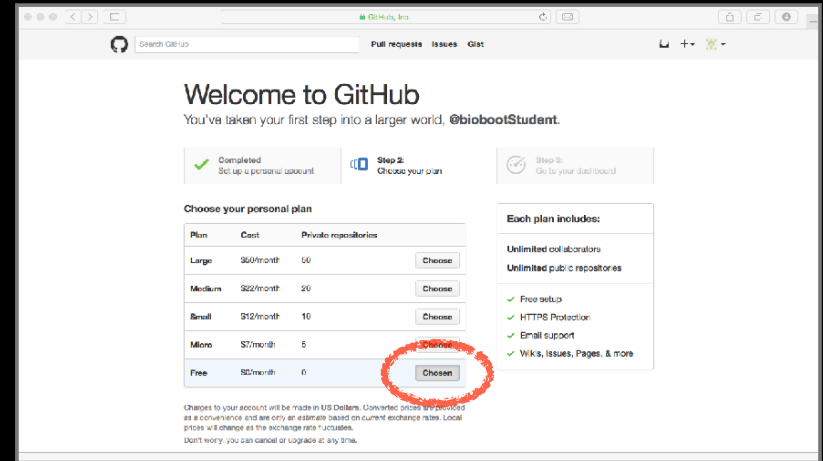 GitHub, Inc.
Search GitHub
Pull requests Issues Gist
Welcome to GitHub
You've taken your first step into a larger world, @biobootStudent.
Completed
Set up a personal account
Step 2:
Choose your plan
Step 3:
Go to your dashboard
Choose your personal plan
Plan Cost Private repositories
Large $50/month 50 Choose
Medium $22/month 20 Choose
Small $12/month 10 Choose
Micro $7/month 5 Choose
Free $0/month 0 Chosen
Charges to your account will be made in US Dollars. Converted prices are provided
as a convenience and are only an estimate based on current exchange rates. Local
prices will change as the exchange rate fluctuates.
Don't worry, you can cancel or upgrade at any time.
Each plan includes:
Unlimited collaborators
Unlimited public repositories
Free setup
HTTPS Protection
Email support
Wikis, Issues, Pages, & more